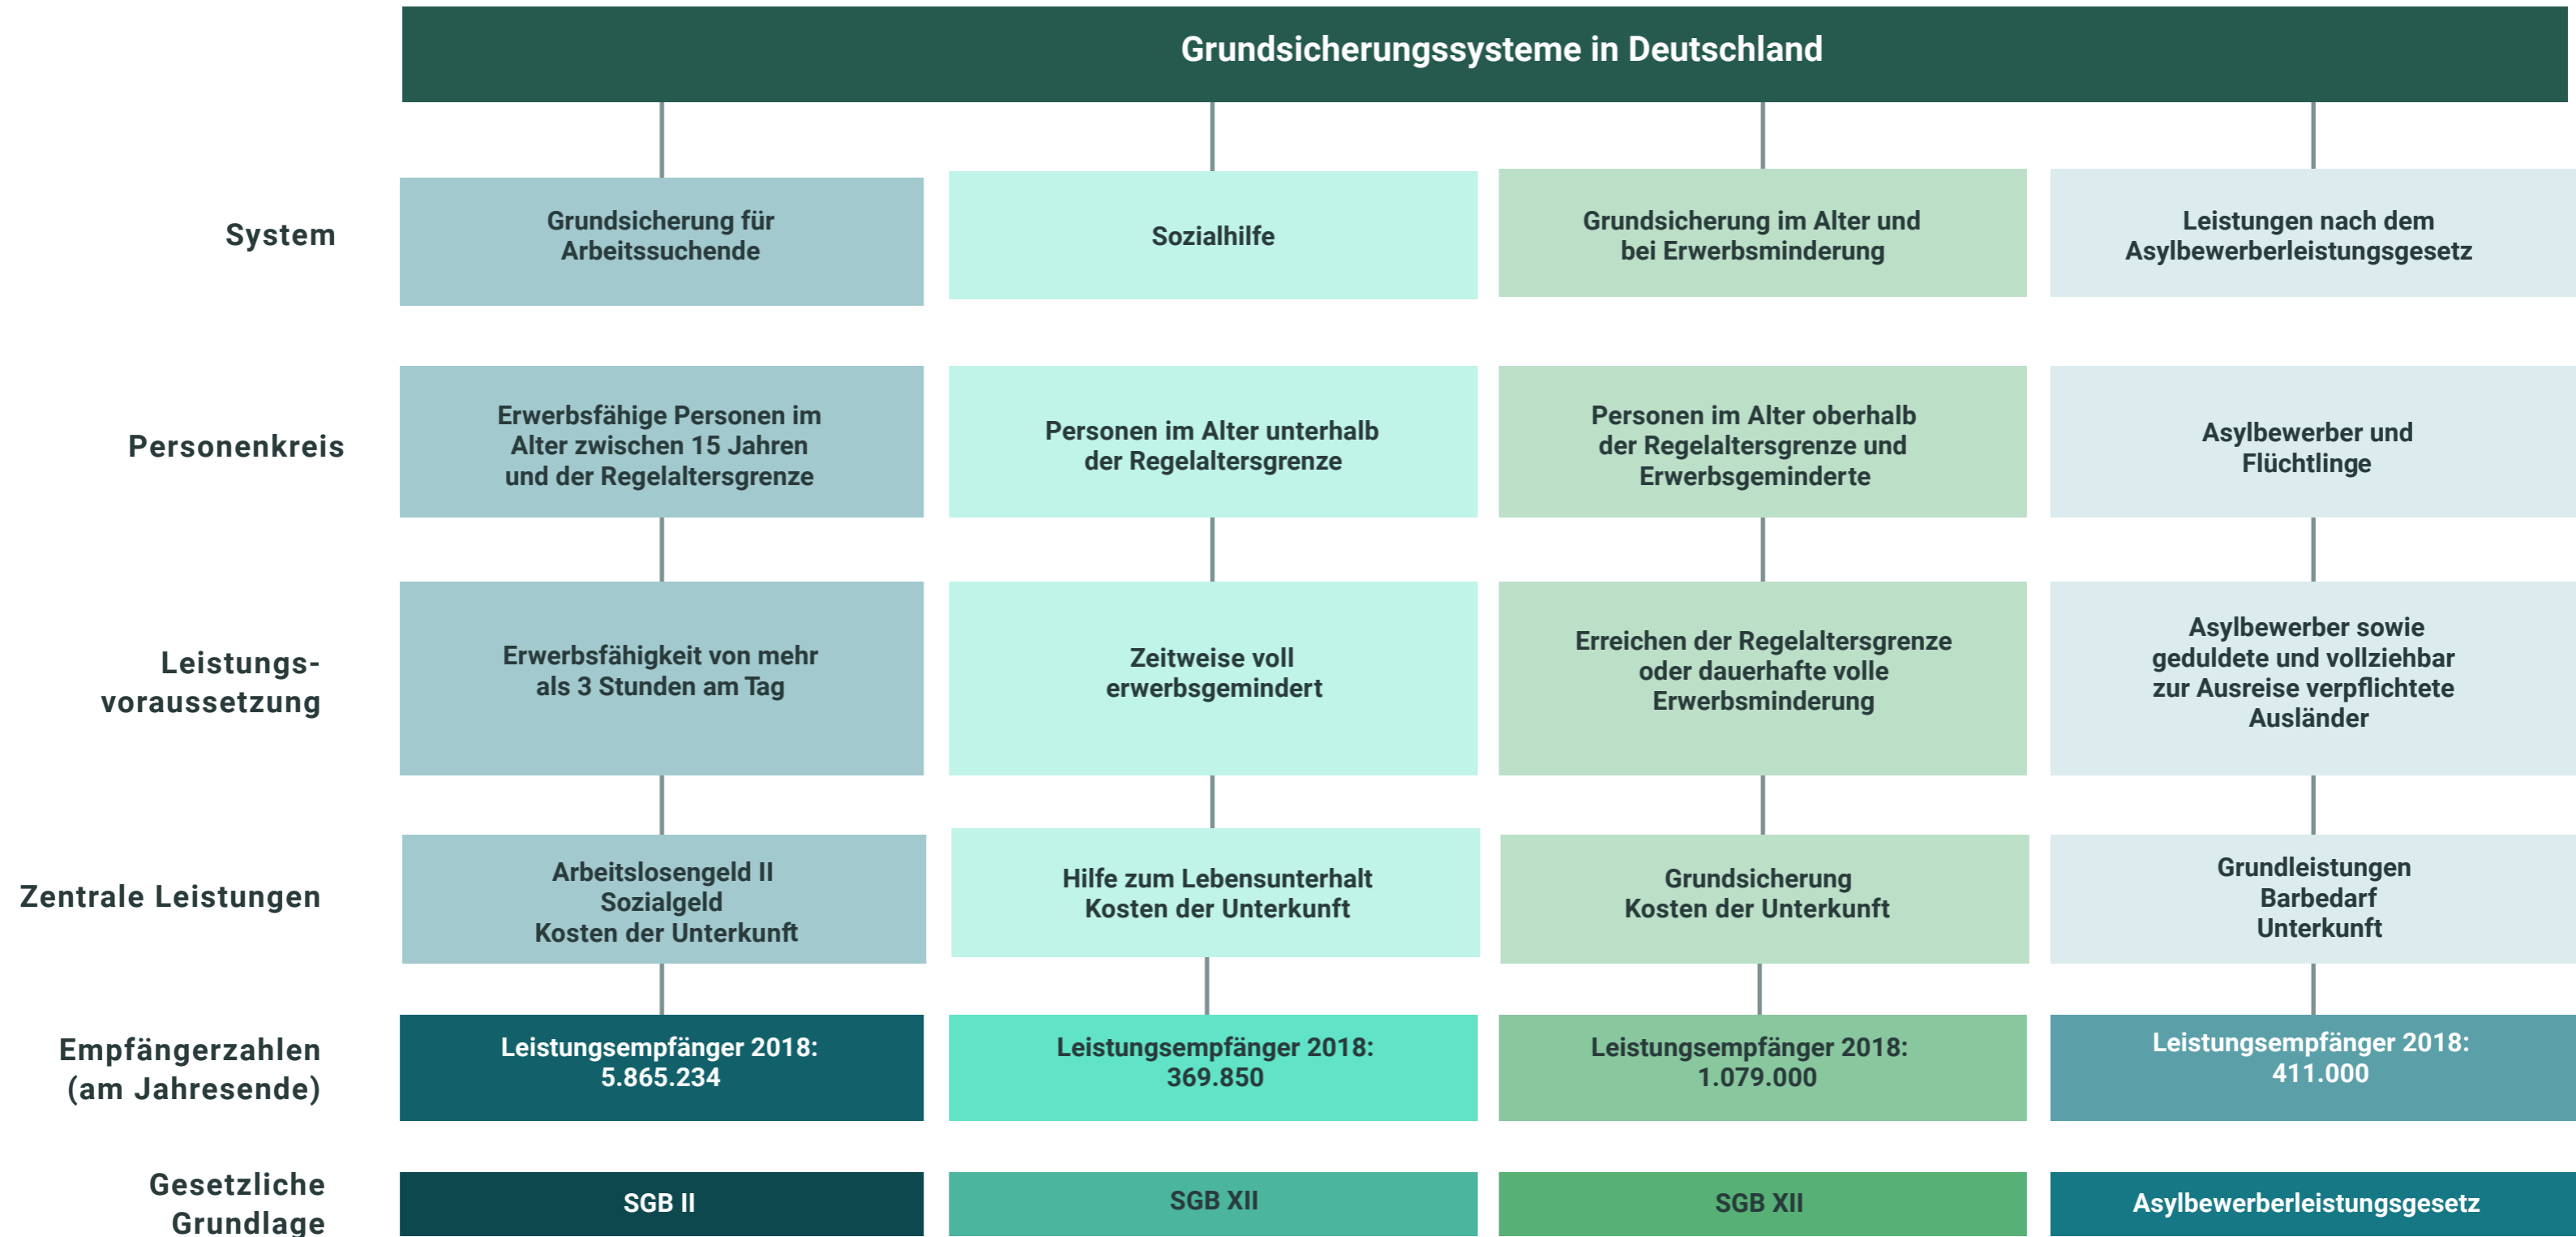 Grundsicherungssysteme in Deutschland
System
Grundsicherung für
Arbeitssuchende
Sozialhilfe
Grundsicherung im Alter und
bei Erwerbsminderung
Leistungen nach dem
Asylbewerberleistungsgesetz
Personenkreis
Erwerbsfähige Personen im
Alter zwischen 15 Jahren
und der Regelaltersgrenze
Personen im Alter unterhalb
der Regelaltersgrenze
Personen im Alter oberhalb
der Regelaltersgrenze und
Erwerbsgeminderte
Asylbewerber und
Flüchtlinge
Leistungs-
voraussetzung
Erwerbsfähigkeit von mehr
als 3 Stunden am Tag
Zeitweise voll
erwerbsgemindert
Erreichen der Regelaltersgrenze
oder dauerhafte volle
Erwerbsminderung
Asylbewerber sowie
geduldete und vollziehbar
zur Ausreise verpflichtete
Ausländer
Zentrale Leistungen
Arbeitslosengeld II
Sozialgeld
Kosten der Unterkunft
Hilfe zum Lebensunterhalt
Kosten der Unterkunft
Grundsicherung
Kosten der Unterkunft
Grundleistungen
Barbedarf
Unterkunft
Empfängerzahlen
(am Jahresende)
Leistungsempfänger 2018:
5.865.234
Leistungsempfänger 2018:
369.850
Leistungsempfänger 2018:
1.079.000
Leistungsempfänger 2018:
411.000
Gesetzliche
Grundlage
SGB II
SGB XII
SGB XII
Asylbewerberleistungsgesetz